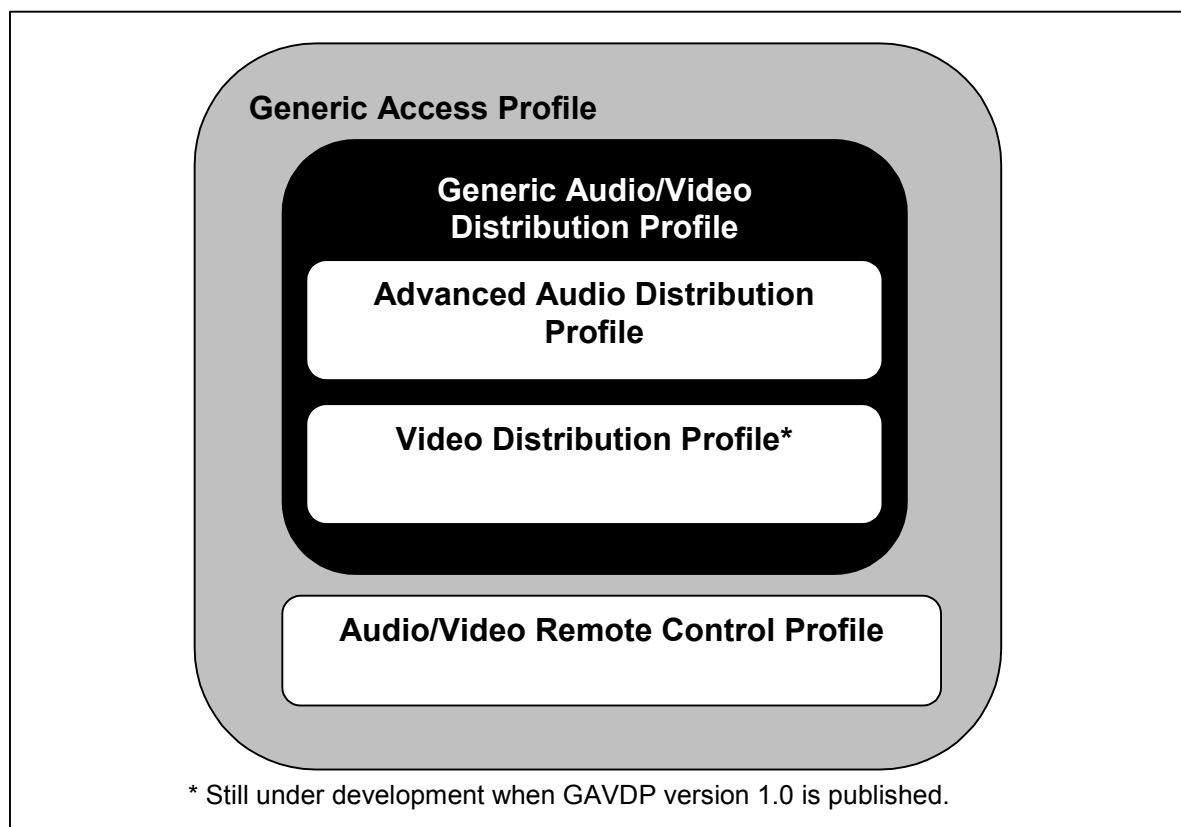 Generic Access Profile
Generic Audio/Video
Distribution Profile
Advanced Audio Distribution
Profile
Video Distribution Profile*
Audio/Video Remote Control Profile
* Still under development when GAVDP version 1.0 is published.